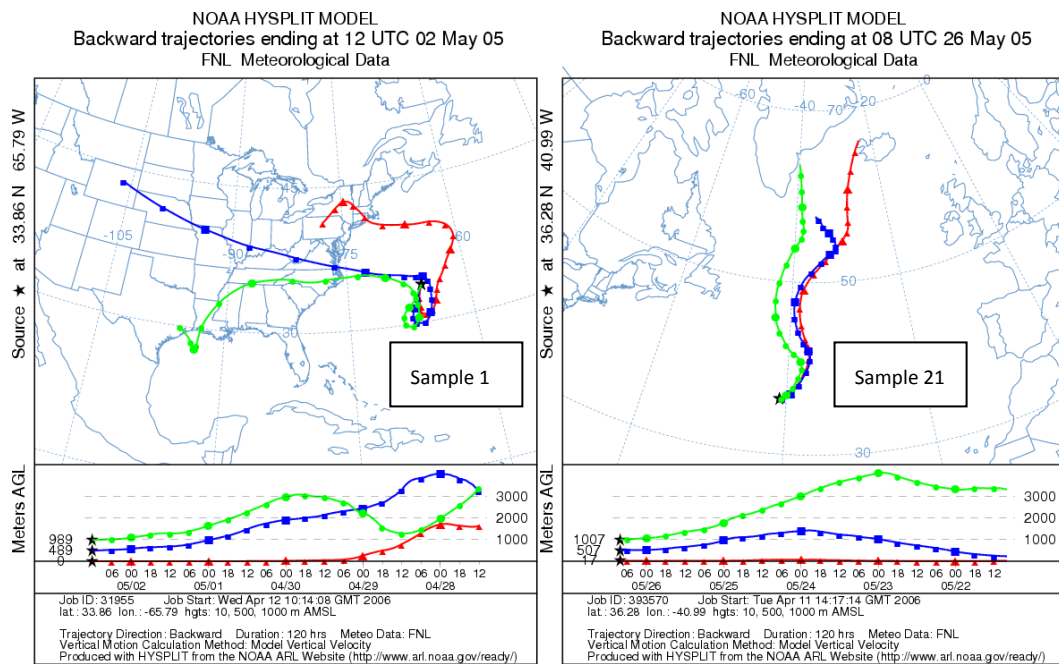 NOAA HYSPLIT MODEL
Backward trajectories ending at 12 UTC 02 May 05
FNL Meteorological Data
Source ★ at 33.86 N 65.79 W
-105
-90
-75
60
45
30
Sample 1
Meters AGL
989
489
0
3000
2000
1000
06 00 18 12 06 00 18 12 06 00 18 12 06 00 18 12 06 00 18 12
05/02 05/01 04/30 04/29 04/28
Job ID: 31955 Job Start: Wed Apr 12 10:14:08 GMT 2006
lat.: 33.86 lon.: -65.79 hgts: 10, 500, 1000 m AMSL
Trajectory Direction: Backward Duration: 120 hrs Meteo Data: FNL
Vertical Motion Calculation Method: Model Vertical Velocity
Produced with HYSPLIT from the NOAA ARL Website (http://www.arl.noaa.gov/ready/)
NOAA HYSPLIT MODEL
Backward trajectories ending at 08 UTC 26 May 05
FNL Meteorological Data
Source ★ at 36.28 N 40.99 W
-60
-40
-20
0
70
50
30
Sample 21
Meters AGL
1007
507
17
3000
2000
1000
06 00 18 12 06 00 18 12 06 00 18 12 06 00 18 12 06 00 18 12
05/26 05/25 05/24 05/23 05/22
Job ID: 393570 Job Start: Tue Apr 11 14:17:14 GMT 2006
lat.: 36.28 lon.: -40.99 hgts: 10, 500, 1000 m AMSL
Trajectory Direction: Backward Duration: 120 hrs Meteo Data: FNL
Vertical Motion Calculation Method: Model Vertical Velocity
Produced with HYSPLIT from the NOAA ARL Website (http://www.arl.noaa.gov/ready/)